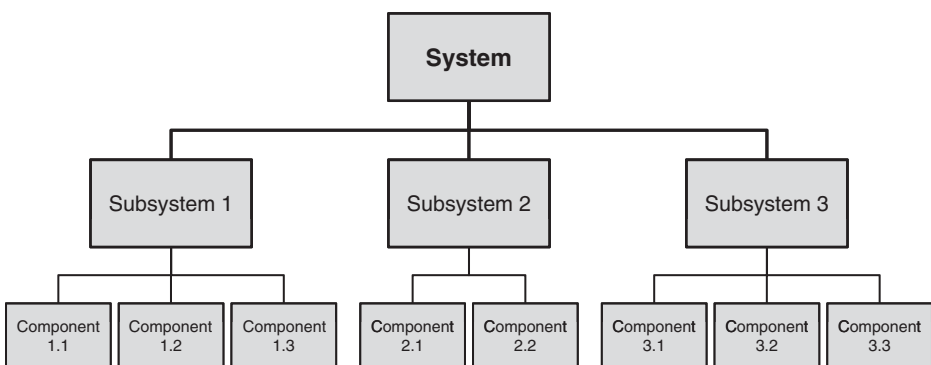 System
Subsystem 1
Subsystem 2
Subsystem 3
Component
1.1
Component
1.2
Component
1.3
Component
2.1
Component
2.2
Component
3.1
Component
3.2
Component
3.3